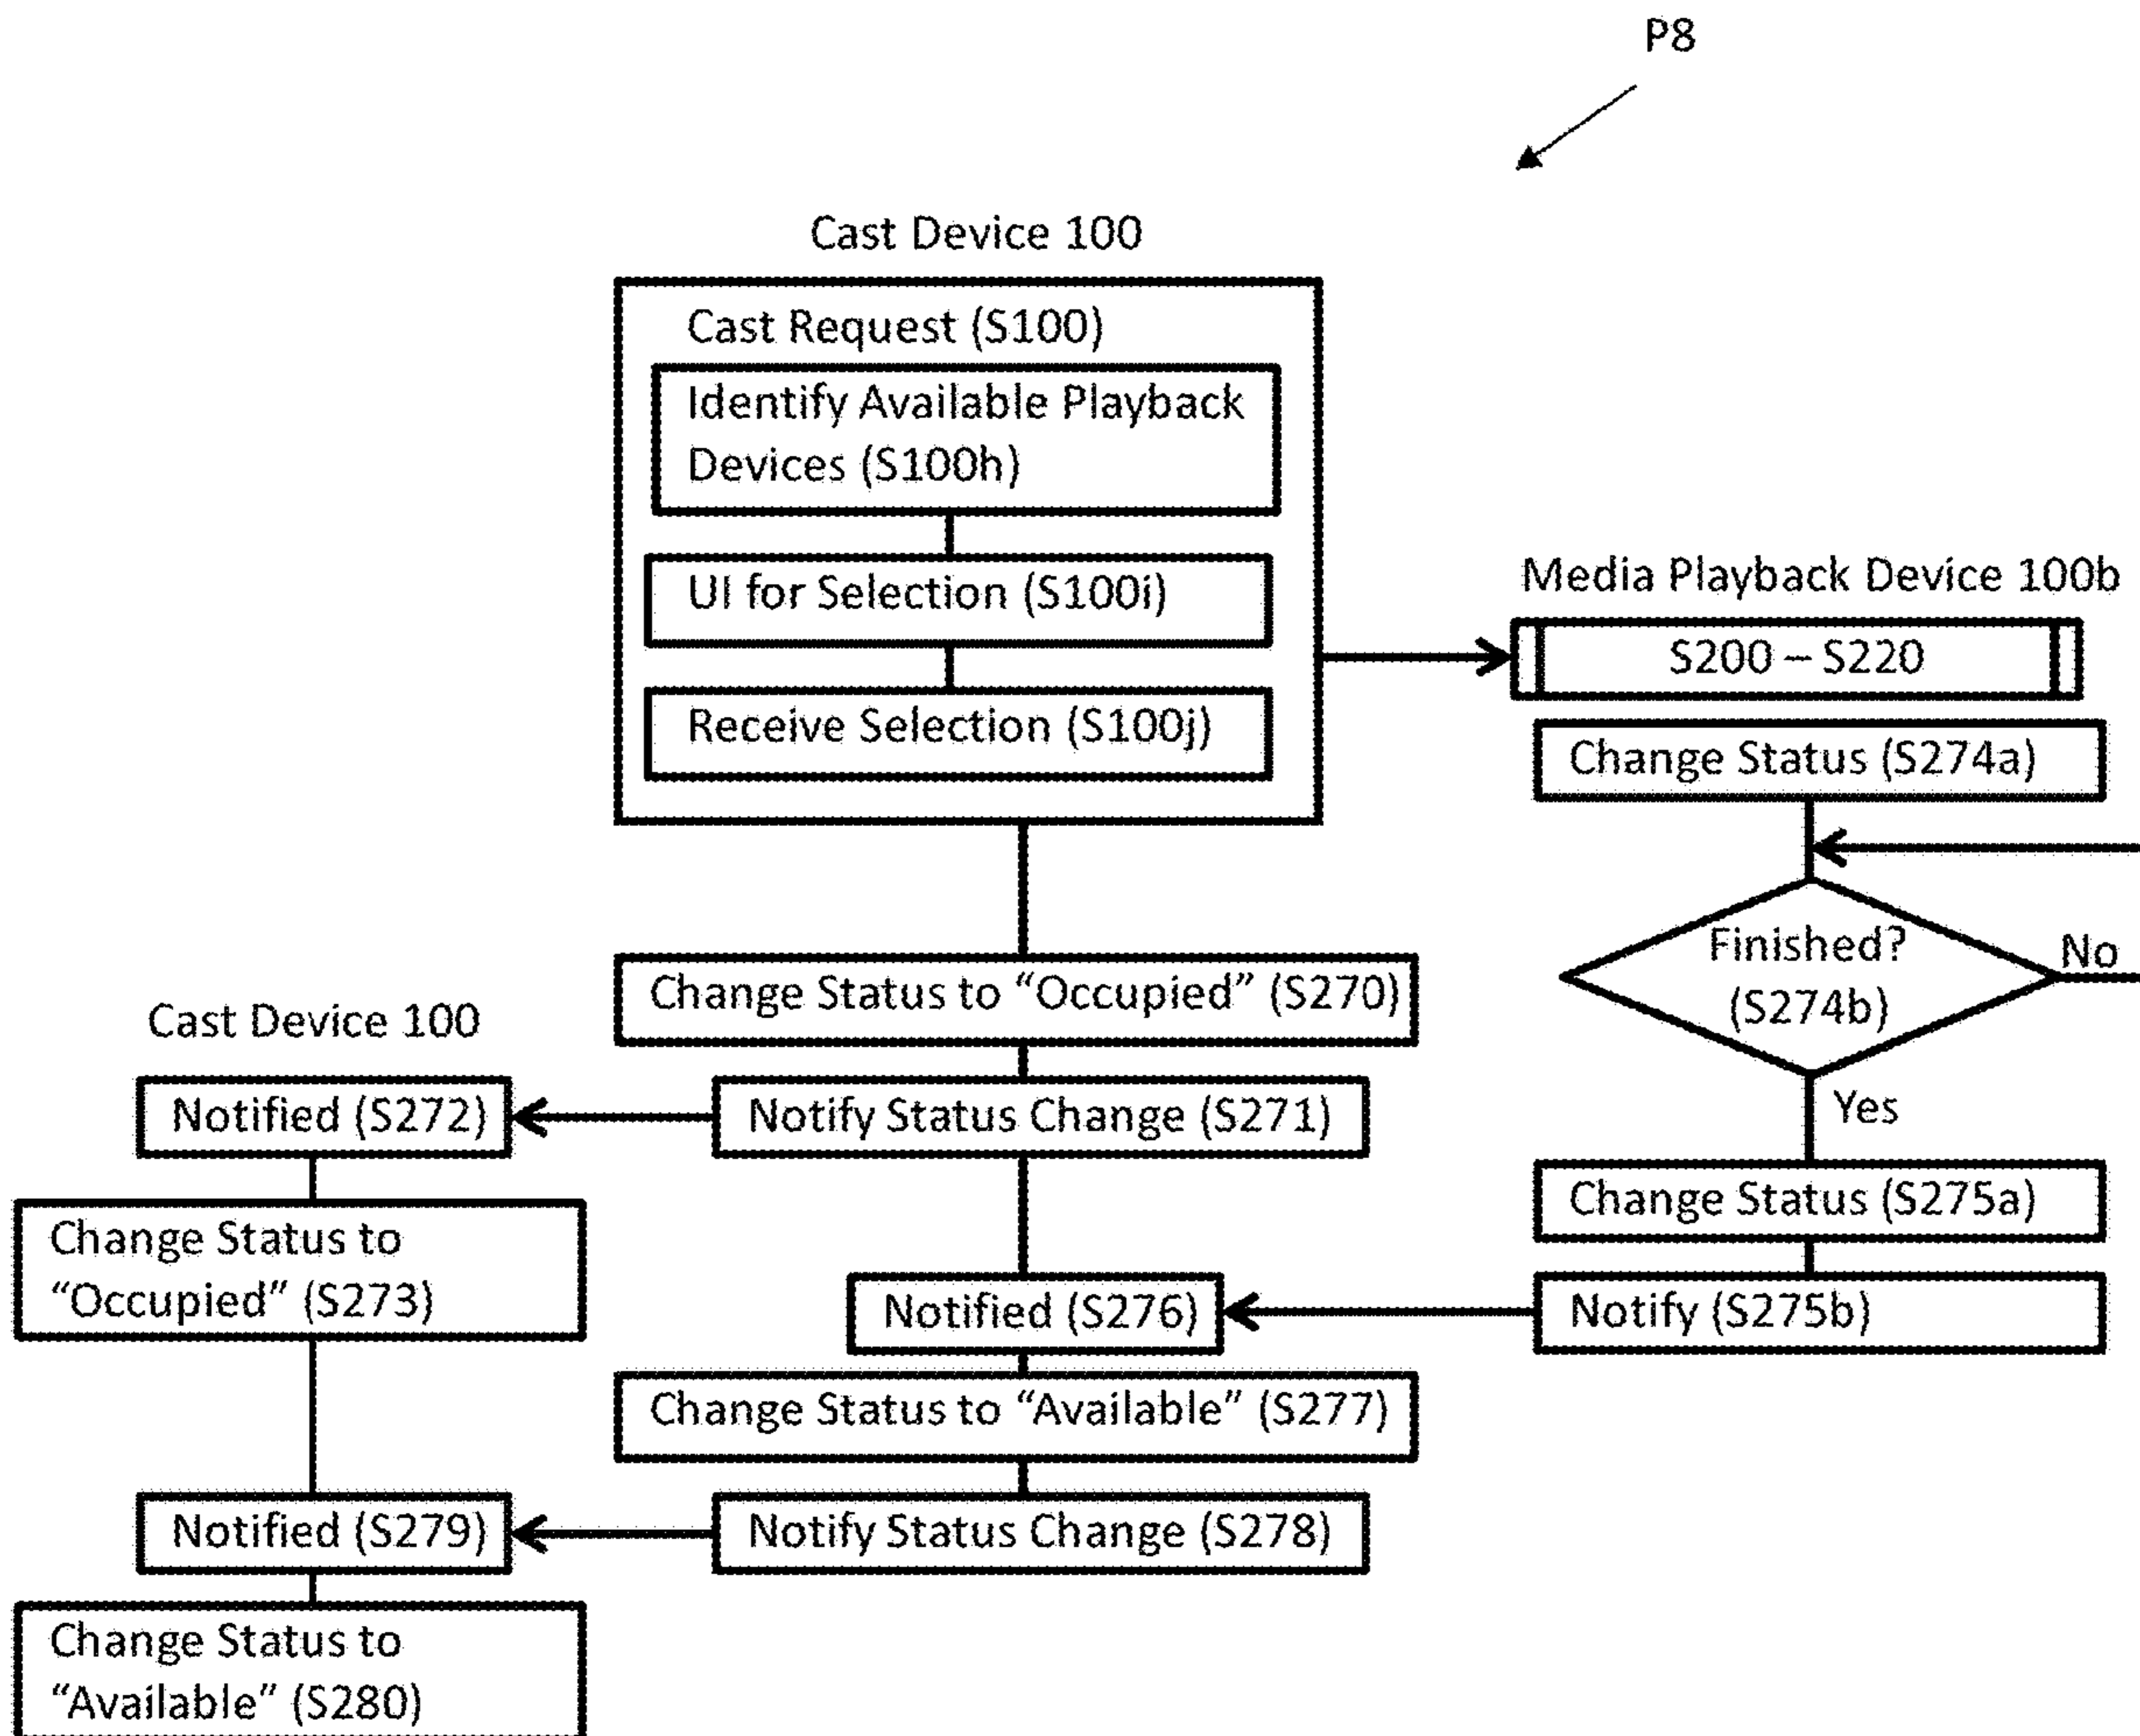 P8
Cast Device 100
Cast Request (S100)
Identify Available Playback
Devices (S100h)
UI for Selection (S100i)
Receive Selection (S100j)
Media Playback Device 100b
S200 – S220
Change Status (S274a)
Finished?
(S274b)
No
Yes
Change Status to “Occupied” (S270)
Cast Device 100
Notified (S272)
Notify Status Change (S271)
Change Status (S275a)
Change Status to
“Occupied” (S273)
Notified (S276)
Notify (S275b)
Change Status to “Available” (S277)
Notified (S279)
Notify Status Change (S278)
Change Status to
“Available” (S280)